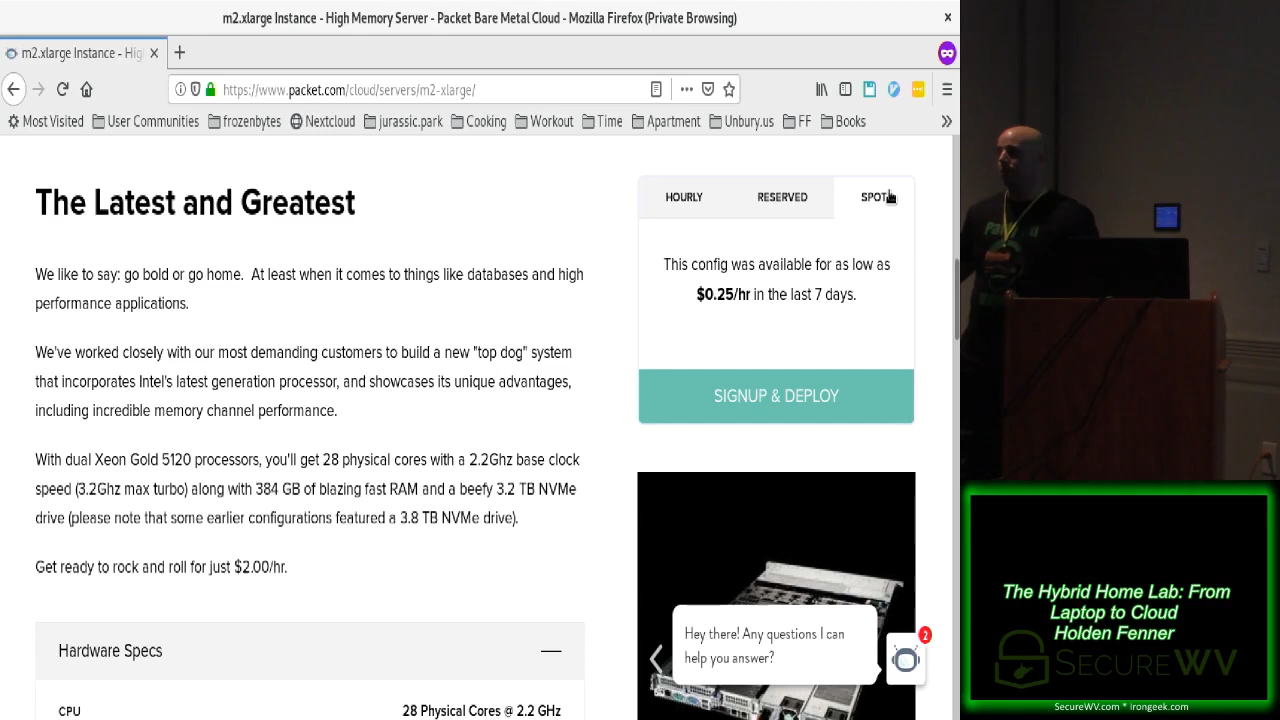 m2.xlarge Instance - High Memory Server - Packet Bare Metal Cloud - Mozilla Firefox (Private Browsing)
m2.xlarge Instance - Hig
https://www.packet.com/cloud/servers/m2-xlarge/
Most Visited User Communities frozenbytes Nextcloud jurassic.park Cooking Workout Time Apartment Unbury.us FF Books
The Latest and Greatest
We like to say: go bold or go home. At least when it comes to things like databases and high
performance applications.
We've worked closely with our most demanding customers to build a new "top dog" system
that incorporates Intel's latest generation processor, and showcases its unique advantages,
including incredible memory channel performance.
With dual Xeon Gold 5120 processors, you'll get 28 physical cores with a 2.2Ghz base clock
speed (3.2Ghz max turbo) along with 384 GB of blazing fast RAM and a beefy 3.2 TB NVMe
drive (please note that some earlier configurations featured a 3.8 TB NVMe drive).
Get ready to rock and roll for just $2.00/hr.
Hardware Specs
CPU 28 Physical Cores @ 2.2 GHz
HOURLY RESERVED SPOT
This config was available for as low as
$0.25/hr in the last 7 days.
SIGNUP & DEPLOY
Hey there! Any questions I can
help you answer?
2
The Hybrid Home Lab: From
Laptop to Cloud
Holden Fenner
SECUREWV
SecureWV.com * irongeek.com